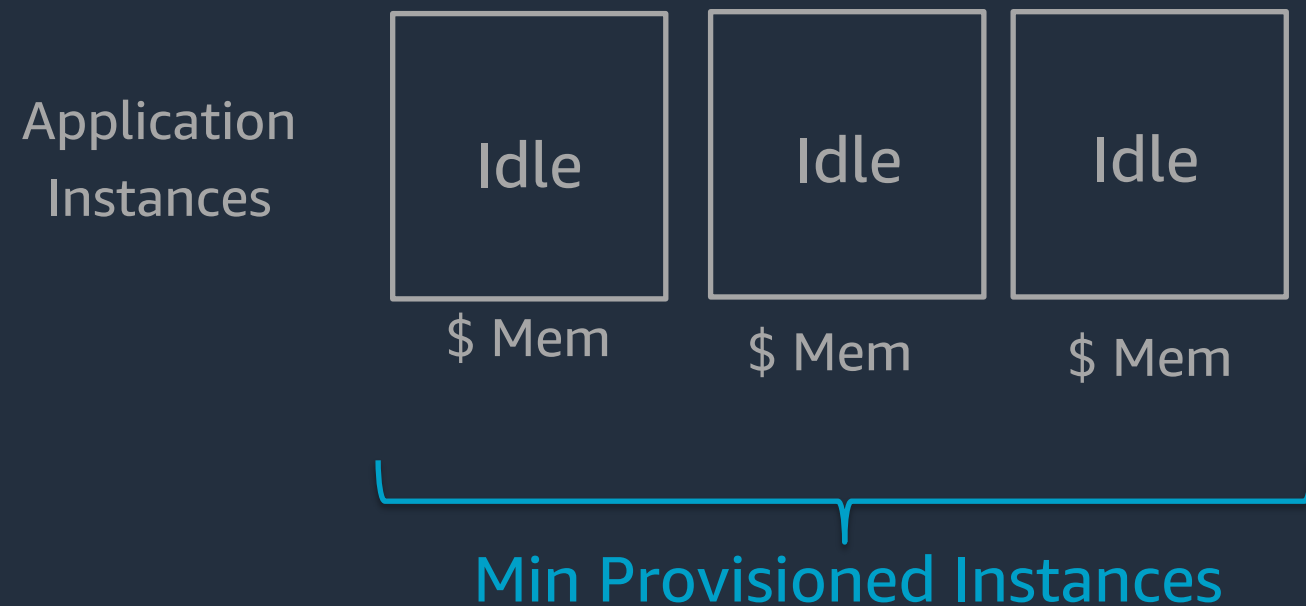 Application
Instances
Idle
Idle
Idle
$ Mem
$ Mem
$ Mem
Min Provisioned Instances